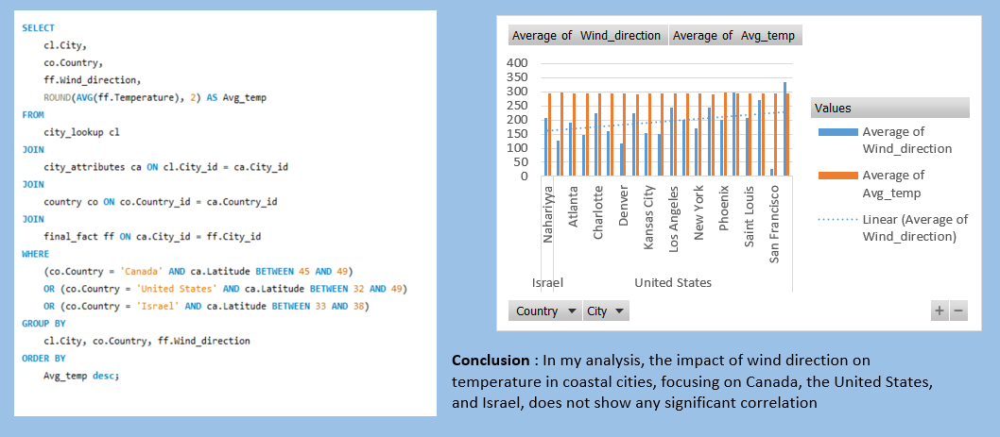 SELECT
cl.City,
co.Country,
ff.Wind_direction,
ROUND(AVG(ff.Temperature), 2) AS Avg_temp
FROM
city_lookup cl
JOIN
city_attributes ca ON cl.City_id = ca.City_id
JOIN
country co ON co.Country_id = ca.Country_id
JOIN
final_fact ff ON ca.City_id = ff.City_id
WHERE
(co.Country = 'Canada' AND ca.Latitude BETWEEN 45 AND 49)
OR (co.Country = 'United States' AND ca.Latitude BETWEEN 32 AND 49)
OR (co.Country = 'Israel' AND ca.Latitude BETWEEN 33 AND 38)
GROUP BY
cl.City, co.Country, ff.Wind_direction
ORDER BY
Avg_temp desc;
Average of Wind_direction Average of Avg_temp
400
350
300
250
200
150
100
50
0
Nahariyya
Atlanta
Charlotte
Denver
Kansas City
Los Angeles
New York
Phoenix
Saint Louis
San Francisco
Israel United States
Values
Average of
Wind_direction
Average of
Avg_temp
Linear (Average of
Wind_direction)
Country City
+ −
Conclusion : In my analysis, the impact of wind direction on
temperature in coastal cities, focusing on Canada, the United States,
and Israel, does not show any significant correlation